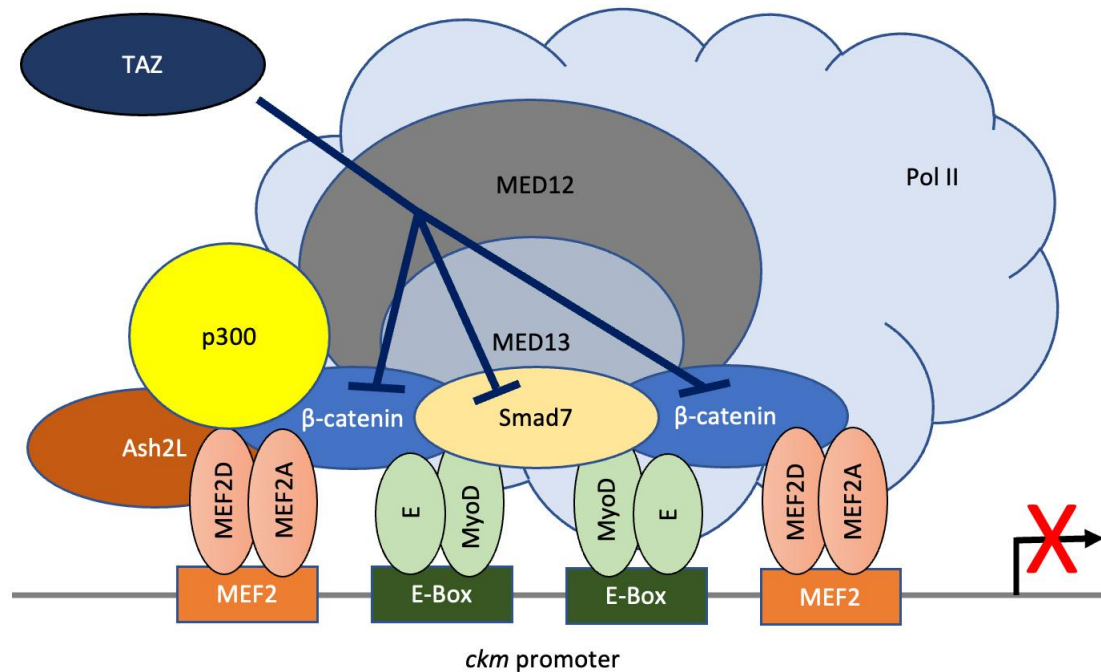 TAZ
MED12
Pol II
p300
MED13
β-catenin
Smad7
β-catenin
Ash2L
MEF2D
MEF2A
E
MyoD
MyoD
E
MEF2D
MEF2A
MEF2
E-Box
E-Box
MEF2
ckm promoter